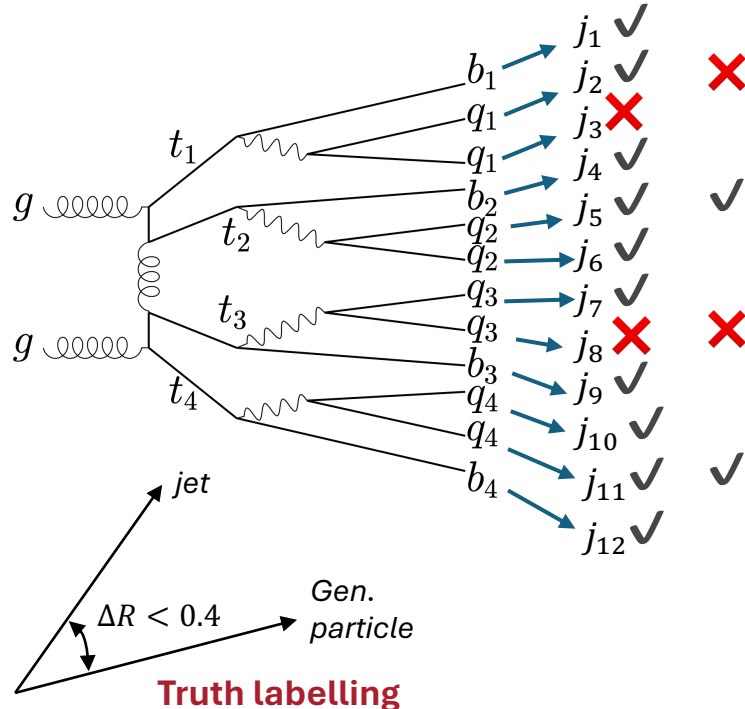 j₁ ✓
b₁ j₂ ✓ ✗
q₁ j₃ ✗
t₁ q₁ j₄ ✓
g b₂ j₅ ✓ ✓
t₂ q₂
q₂ j₆ ✓
q₃ j₇ ✓
t₃ q₃ j₈ ✗ ✗
g b₃ j₉ ✓
t₄ q₄ j₁₀ ✓
q₄
b₄ j₁₁ ✓ ✓
jet j₁₂ ✓
Gen.
ΔR < 0.4 particle
Truth labelling